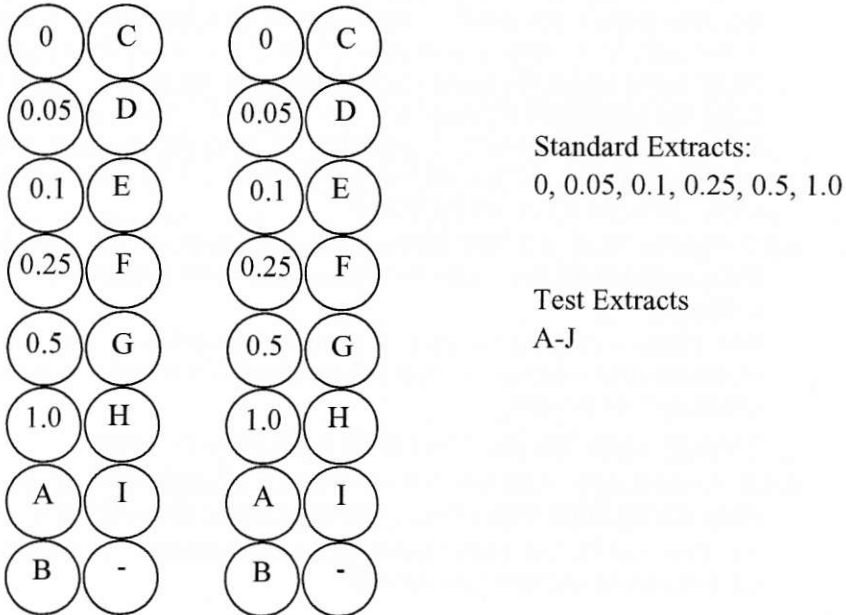 0 C 0 C
0.05 D 0.05 D
0.1 E 0.1 E
0.25 F 0.25 F
0.5 G 0.5 G
1.0 H 1.0 H
A I A I
B - B -
Standard Extracts:
0, 0.05, 0.1, 0.25, 0.5, 1.0
Test Extracts
A-J